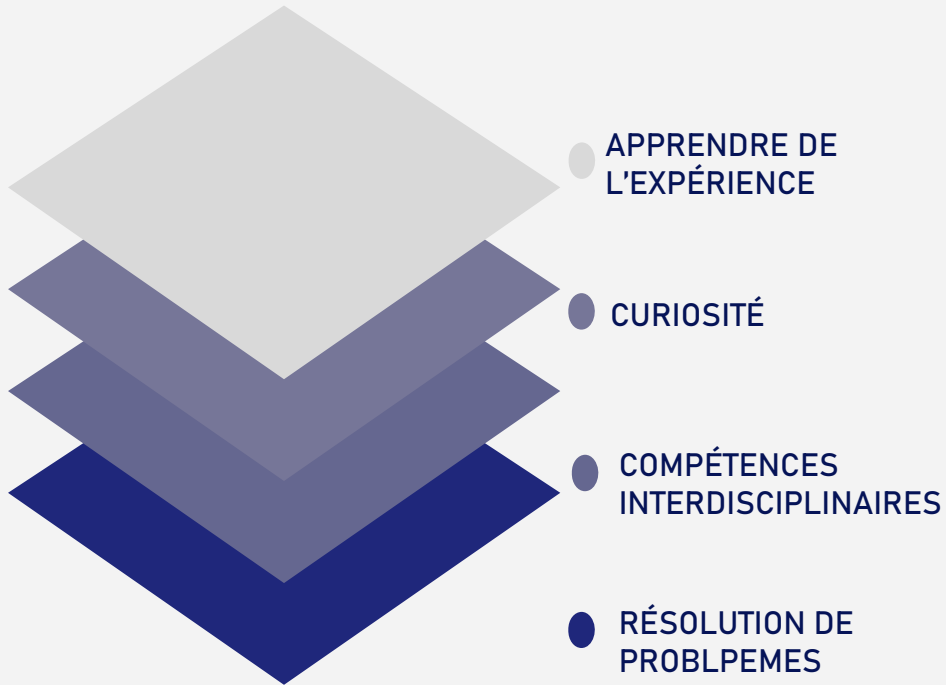 APPRENDRE DE
L'EXPÉRIENCE
CURIOSITÉ
COMPÉTENCES
INTERDISCIPLINAIRES
RÉSOLUTION DE
PROBLPEMES